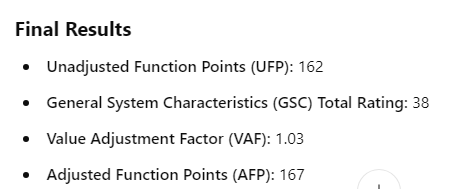 Final Results
• Unadjusted Function Points (UFP): 162
• General System Characteristics (GSC) Total Rating: 38
• Value Adjustment Factor (VAF): 1.03
• Adjusted Function Points (AFP): 167